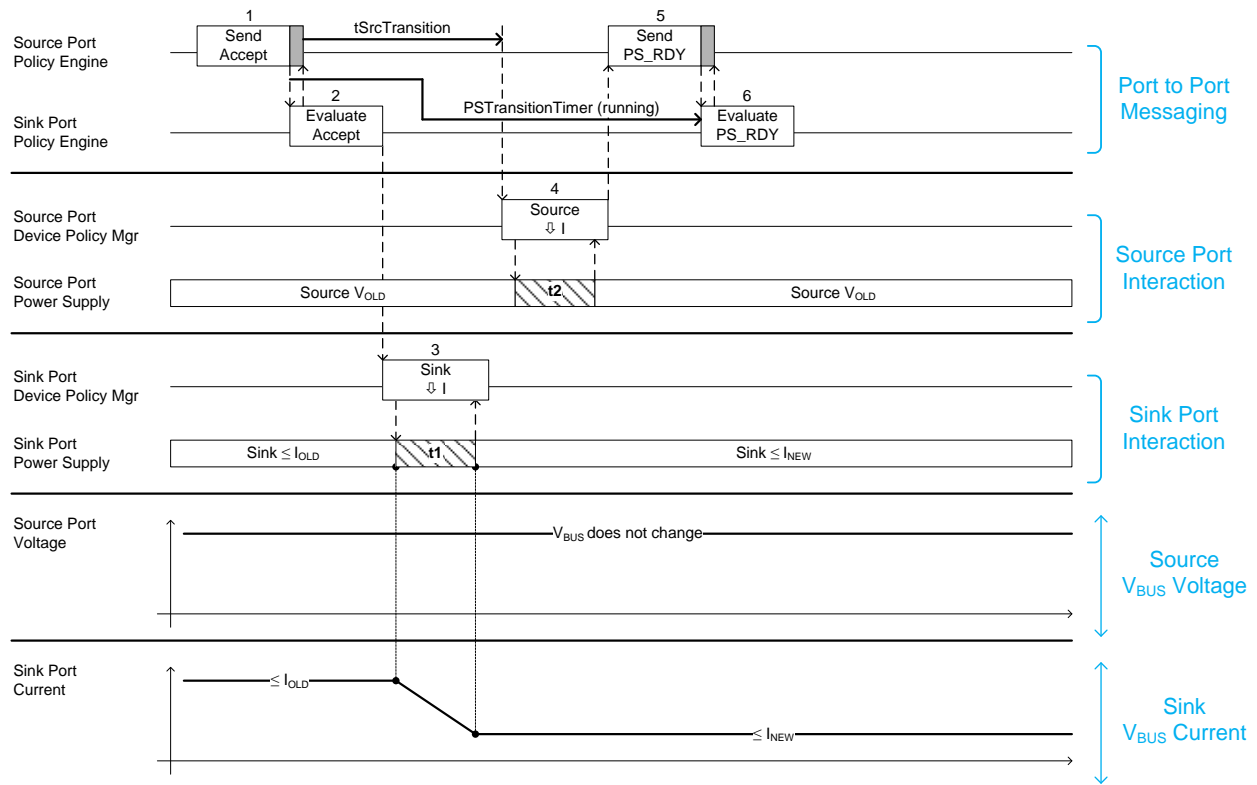 1
Send
Accept
tSrcTransition
5
Send
PS_RDY
Source Port
Policy Engine
2
Evaluate
Accept
PSTransitionTimer (running)
6
Evaluate
PS_RDY
Sink Port
Policy Engine
Port to Port
Messaging
4
Source
⇩ I
Source Port
Device Policy Mgr
Source Port
Power Supply
Source VOLD
t2
Source VOLD
Source Port
Interaction
3
Sink
⇩ I
Sink Port
Device Policy Mgr
Sink Port
Power Supply
Sink ≤ IOLD
t1
Sink ≤ INEW
Sink Port
Interaction
Source Port
Voltage
VBUS does not change
Source
VBUS Voltage
Sink Port
Current
≤ IOLD
≤ INEW
Sink
VBUS Current